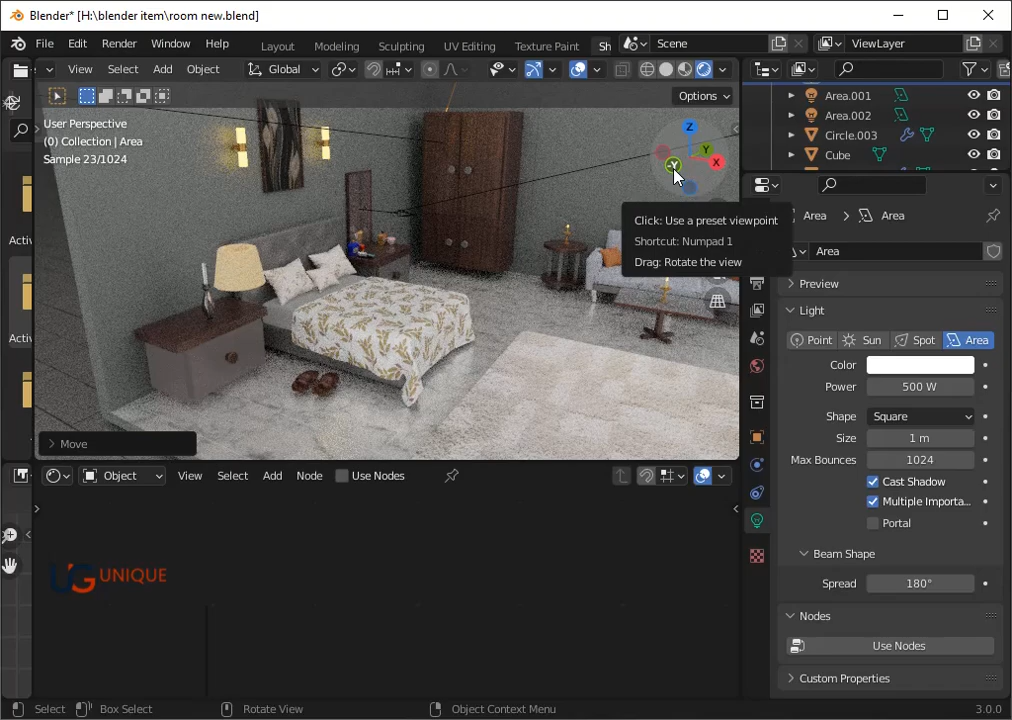 Blender* [H:\blender item\room new.blend]
File Edit Render Window Help Layout Modeling Sculpting UV Editing Texture Paint Sh Scene ViewLayer
View Select Add Object Global
Options
User Perspective
(0) Collection | Area
Sample 23/1024
Z
Y
-Y
X
Click: Use a preset viewpoint
Shortcut: Numpad 1
Drag: Rotate the view
Activ
Activ
Move
Area.001
Area.002
Circle.003
Cube
Area Area
Area
Preview
Light
Point Sun Spot Area
Color
Power 500 W
Shape Square
Size 1 m
Max Bounces 1024
Cast Shadow
Multiple Importa...
Portal
Beam Shape
Spread 180°
Nodes
Use Nodes
Custom Properties
Object View Select Add Node Use Nodes
UG UNIQUE
Select Box Select Rotate View Object Context Menu 3.0.0